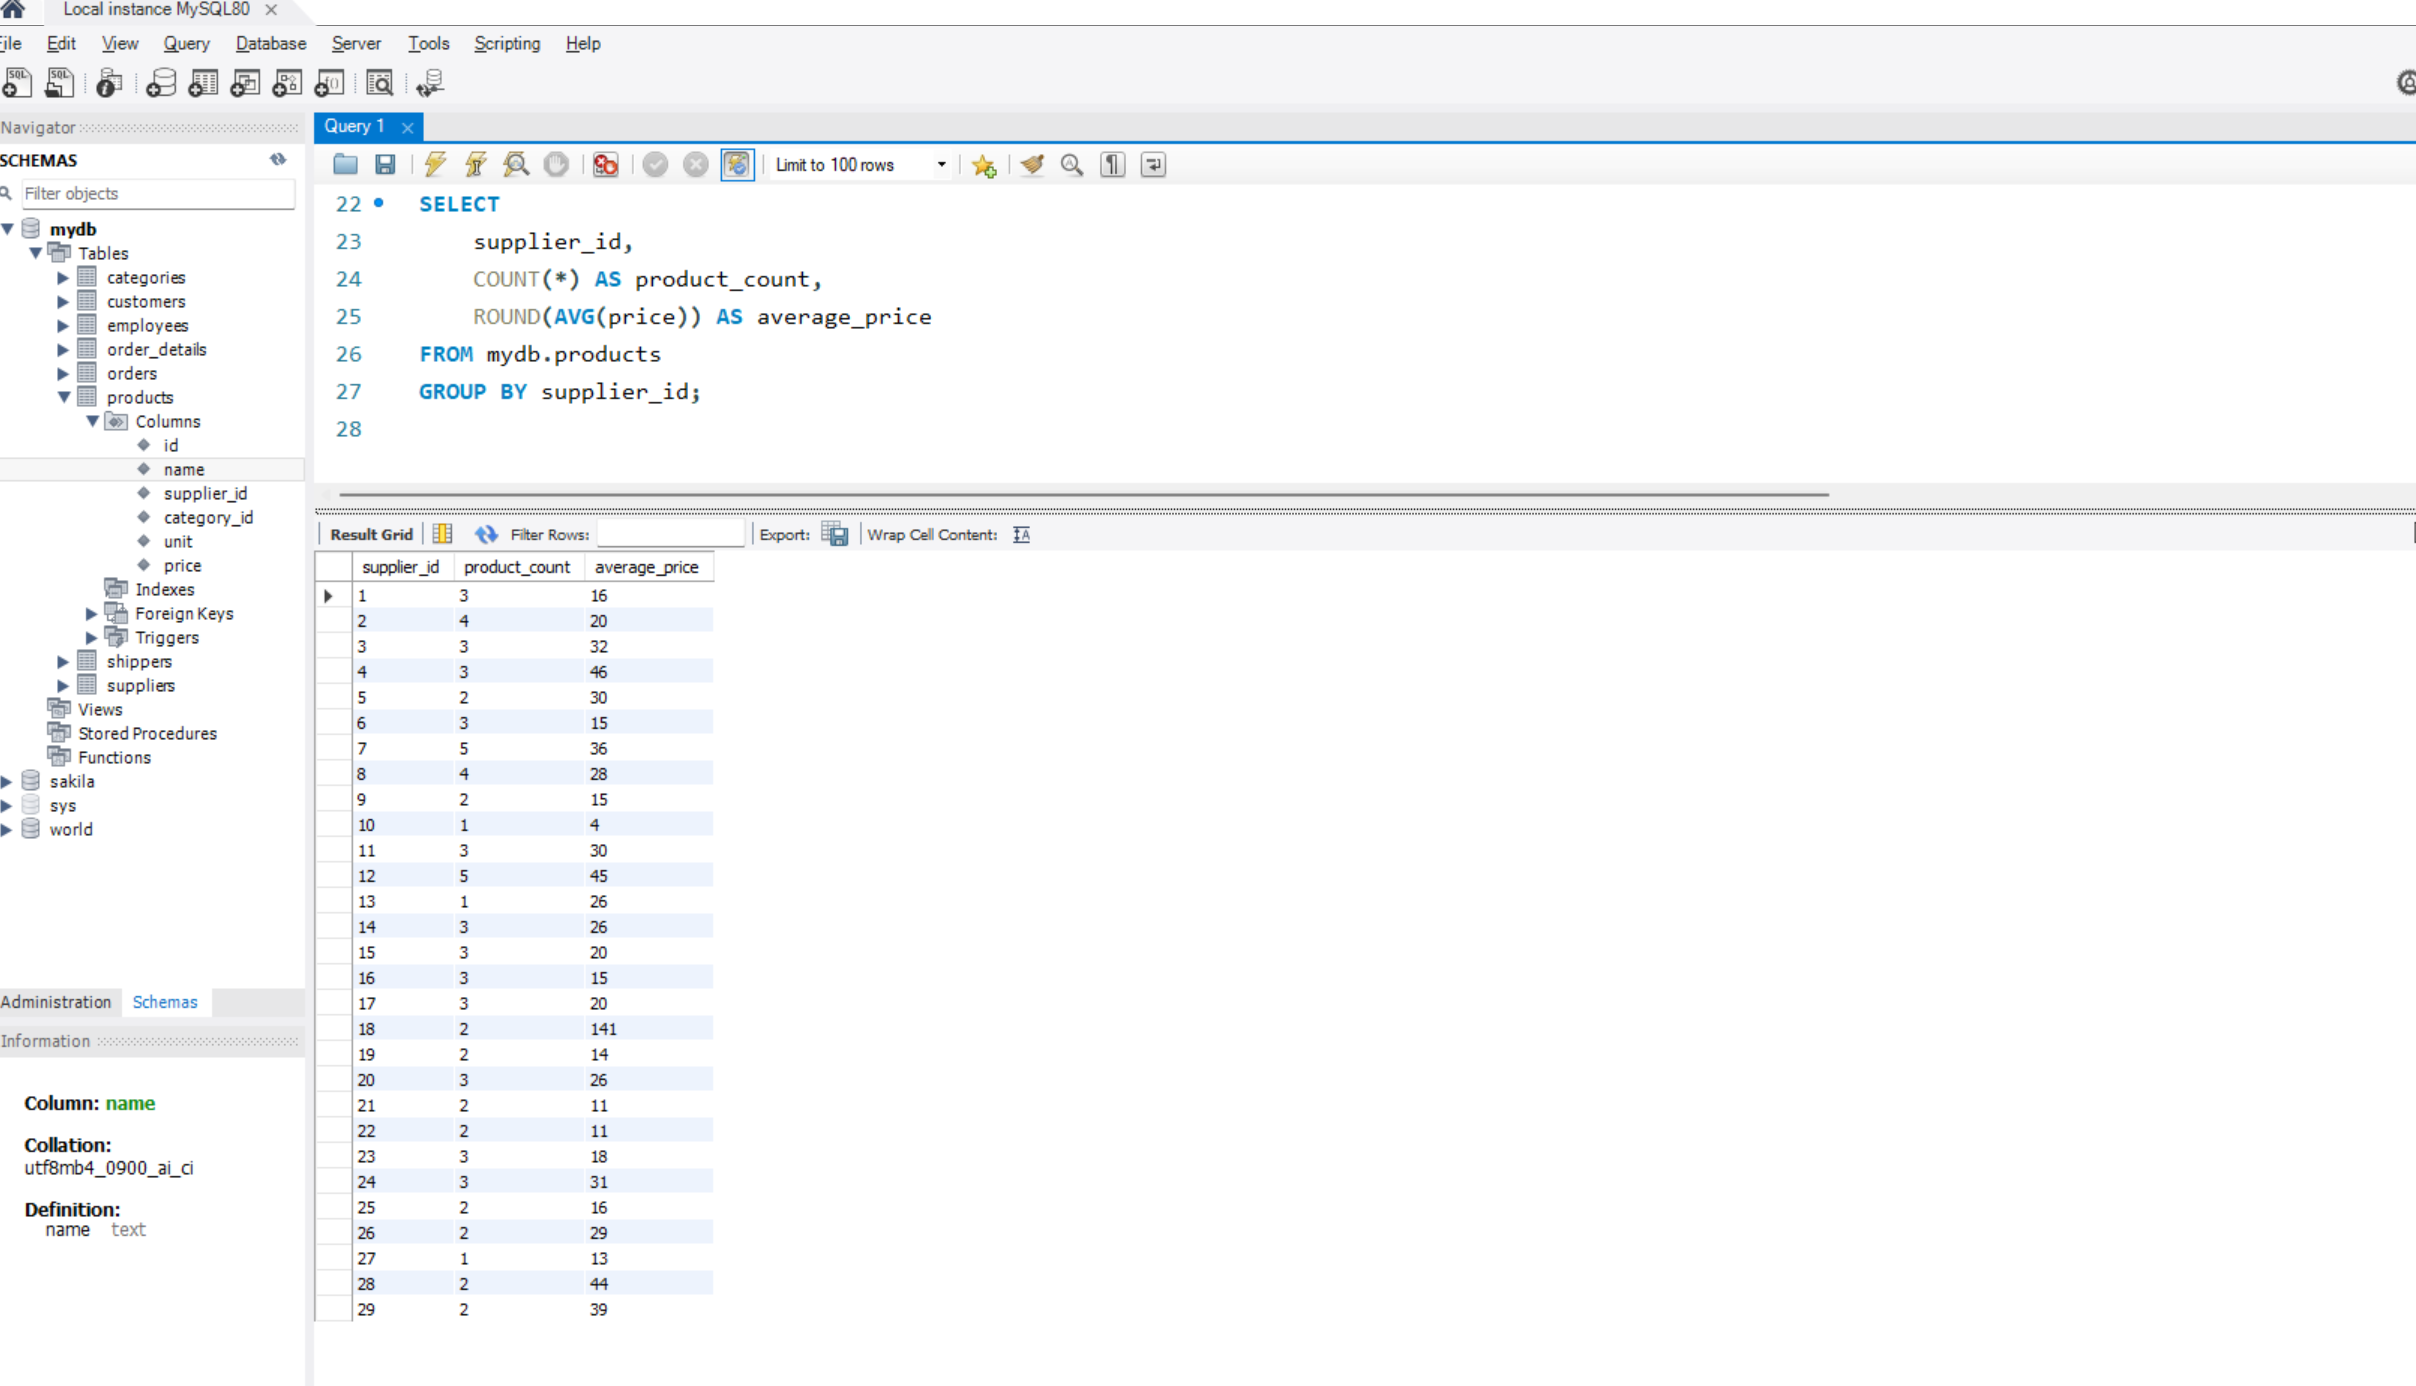 Local instance MySQL80
File Edit View Query Database Server Tools Scripting Help
Navigator
SCHEMAS
Filter objects
mydb
Tables
categories
customers
employees
order_details
orders
products
Columns
id
name
supplier_id
category_id
unit
price
Indexes
Foreign Keys
Triggers
shippers
suppliers
Views
Stored Procedures
Functions
sakila
sys
world
Administration Schemas
Information
Column: name
Collation:
utf8mb4_0900_ai_ci
Definition:
name text
Query 1
Limit to 100 rows
22 SELECT
23 supplier_id,
24 COUNT(*) AS product_count,
25 ROUND(AVG(price)) AS average_price
26 FROM mydb.products
27 GROUP BY supplier_id;
28
Result Grid Filter Rows: Export: Wrap Cell Content:
supplier_id product_count average_price
1 3 16
2 4 20
3 3 32
4 3 46
5 2 30
6 3 15
7 5 36
8 4 28
9 2 15
10 1 4
11 3 30
12 5 45
13 1 26
14 3 26
15 3 20
16 3 15
17 3 20
18 2 141
19 2 14
20 3 26
21 2 11
22 2 11
23 3 18
24 3 31
25 2 16
26 2 29
27 1 13
28 2 44
29 2 39